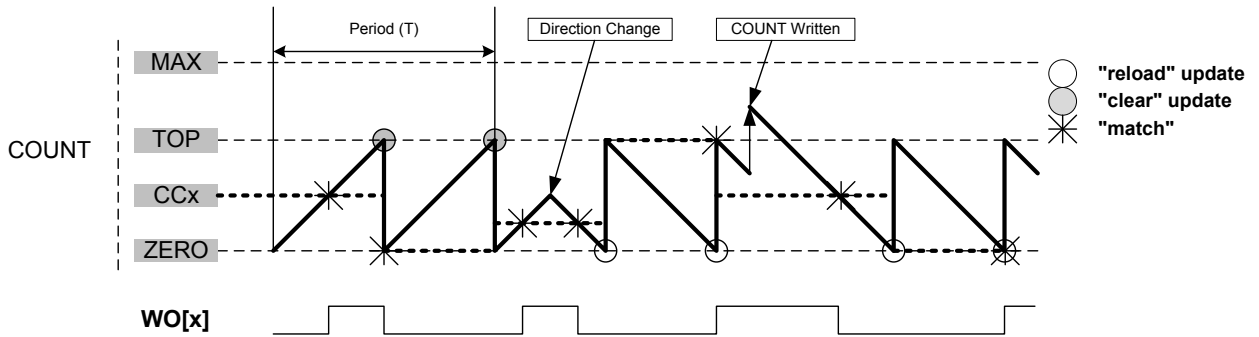 Period (T)
Direction Change
COUNT Written
MAX
"reload" update
"clear" update
TOP
"match"
COUNT
CCx
ZERO
WO[x]